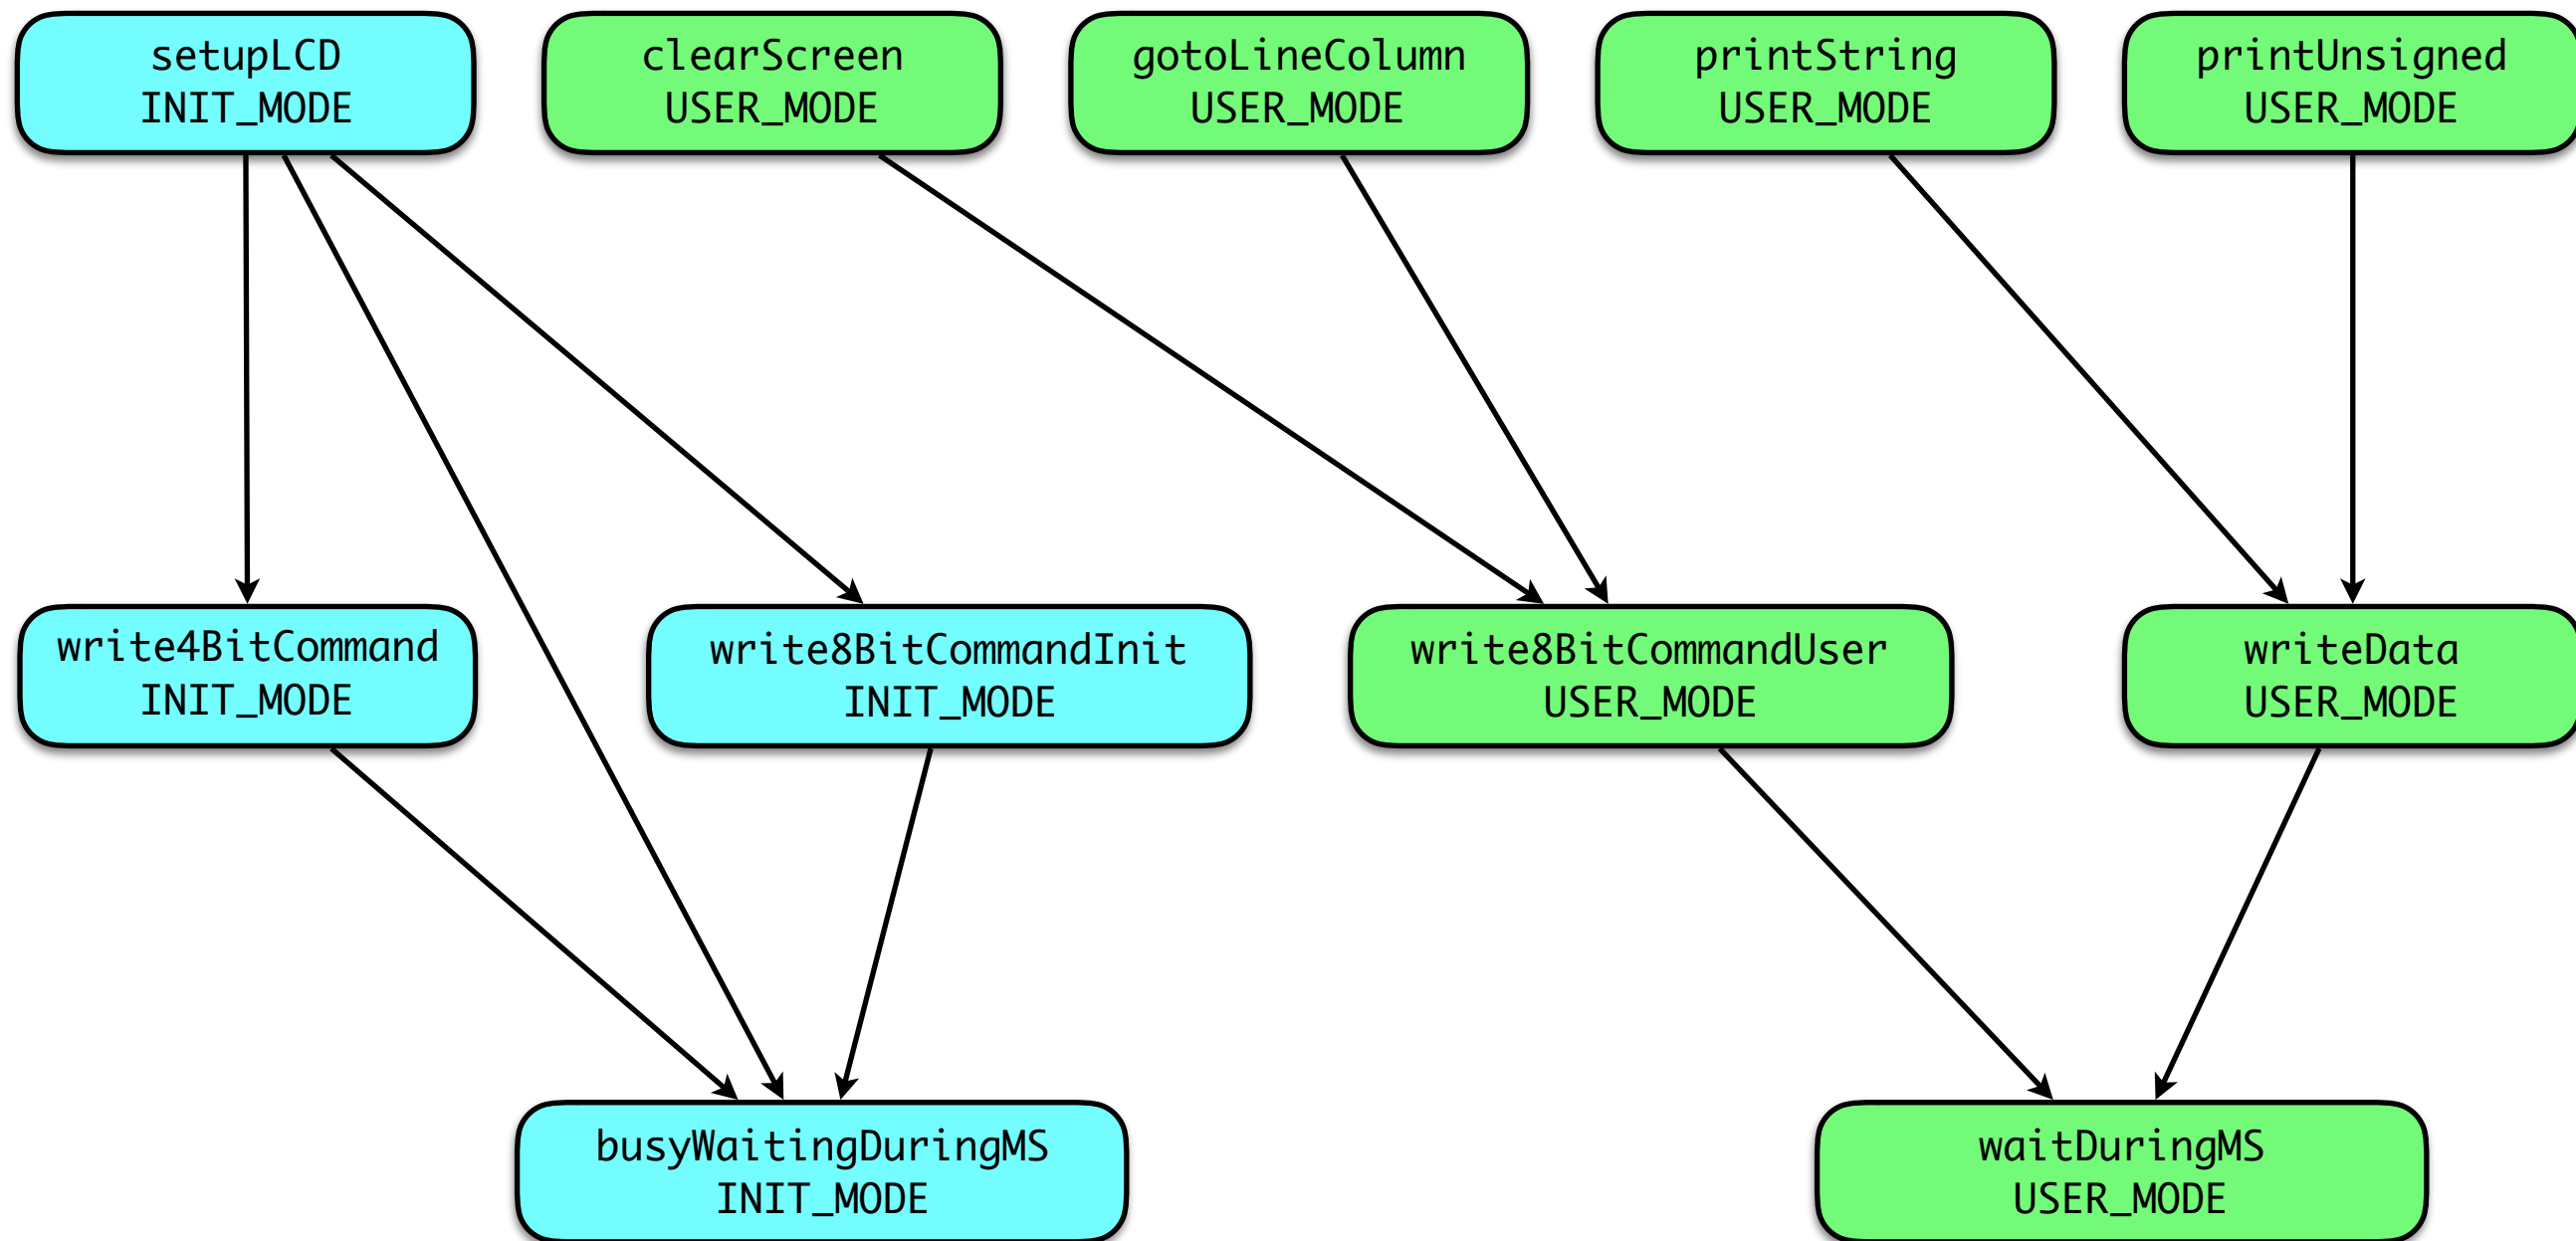 setupLCD
INIT_MODE
clearScreen
USER_MODE
gotoLineColumn
USER_MODE
printString
USER_MODE
printUnsigned
USER_MODE
write4BitCommand
INIT_MODE
write8BitCommandInit
INIT_MODE
write8BitCommandUser
USER_MODE
writeData
USER_MODE
busyWaitingDuringMS
INIT_MODE
waitDuringMS
USER_MODE